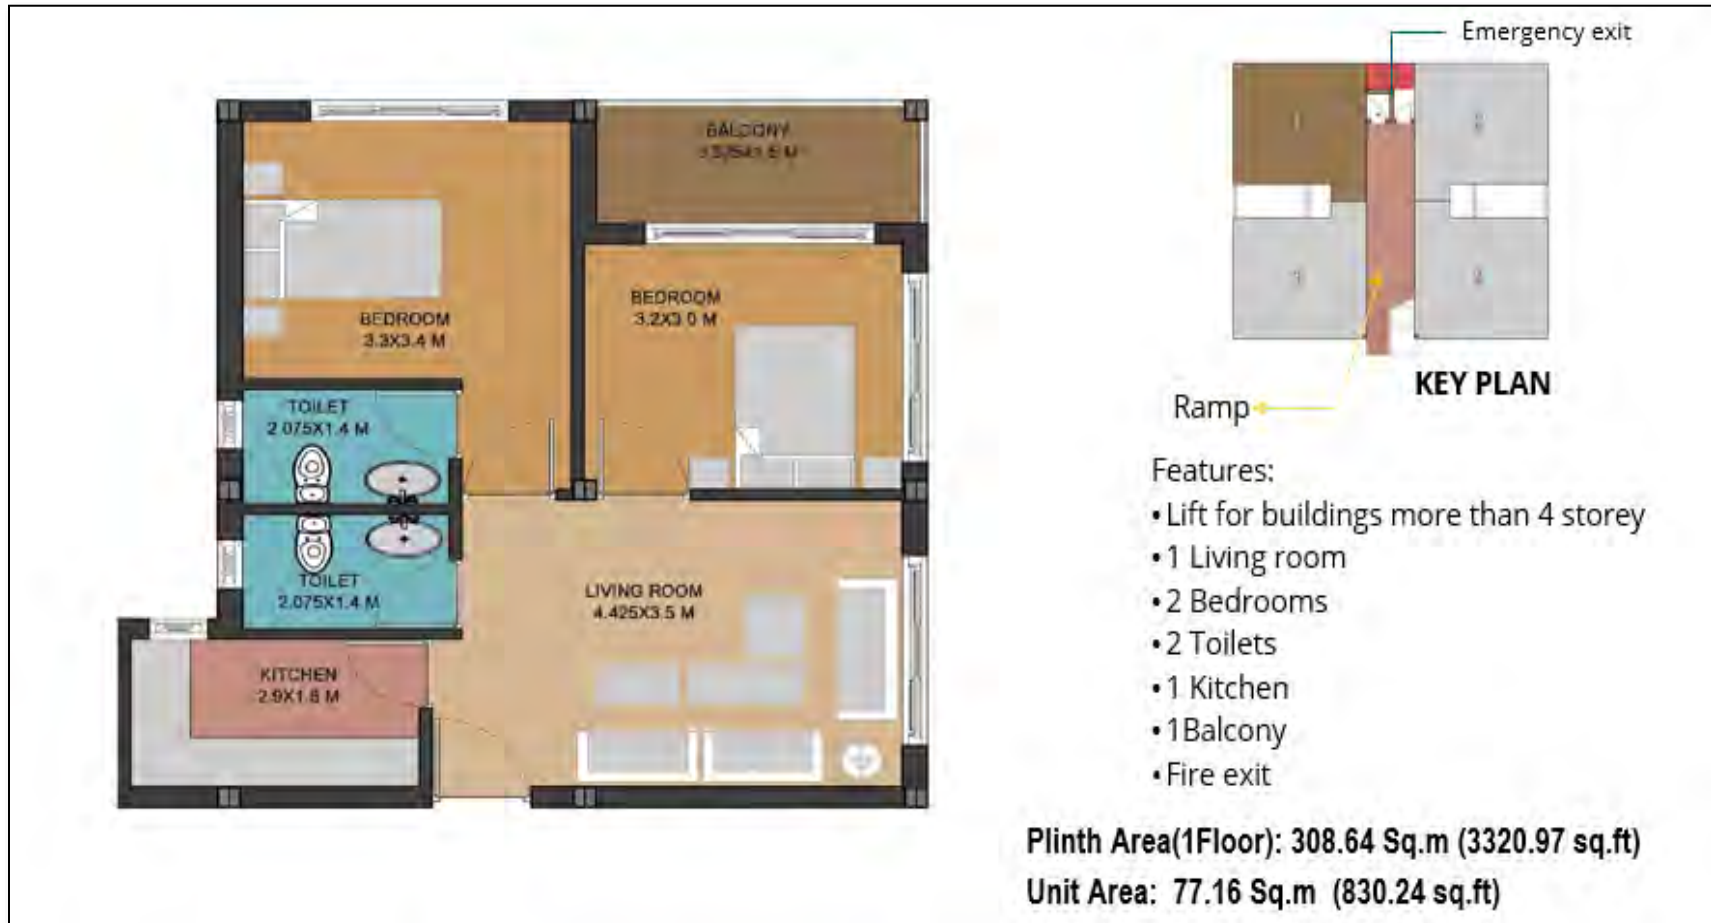 BALCONY
BEDROOM
3.3X3.4 M
BEDROOM
3.2X3.0 M
TOILET
2.075X1.4 M
TOILET
2.075X1.4 M
LIVING ROOM
4.425X3.5 M
KITCHEN
2.9X1.8 M
Emergency exit
1
KEY PLAN
Ramp
Features:
•Lift for buildings more than 4 storey
•1 Living room
•2 Bedrooms
•2 Toilets
•1 Kitchen
•1Balcony
•Fire exit
Plinth Area(1Floor): 308.64 Sq.m (3320.97 sq.ft)
Unit Area: 77.16 Sq.m (830.24 sq.ft)